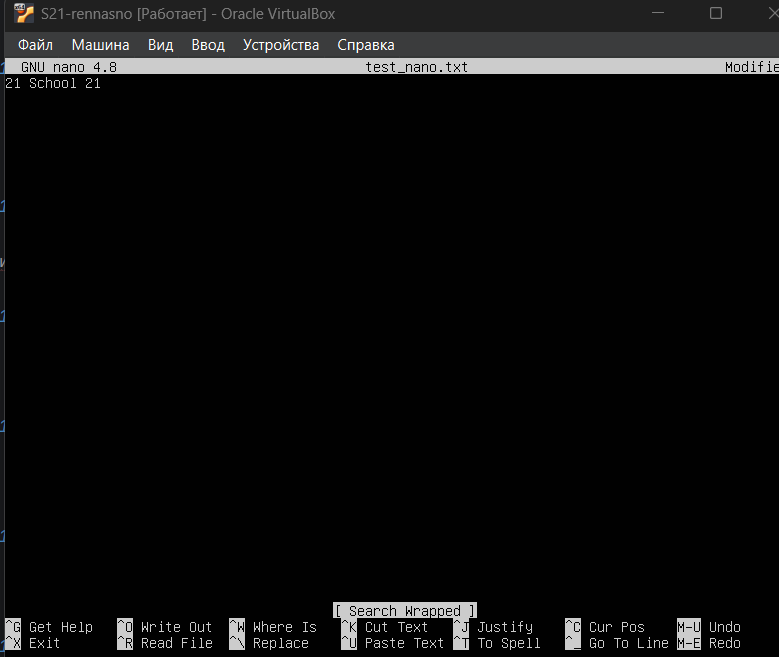 S21-rennasno [Работает] - Oracle VirtualBox
Файл Машина Вид Ввод Устройства Справка
GNU nano 4.8 test_nano.txt Modifie
21 School 21
[ Search Wrapped ]
^G Get Help ^O Write Out ^W Where Is ^K Cut Text ^J Justify ^C Cur Pos M-U Undo
^X Exit ^R Read File ^\ Replace ^U Paste Text ^T To Spell ^_ Go To Line M-E Redo